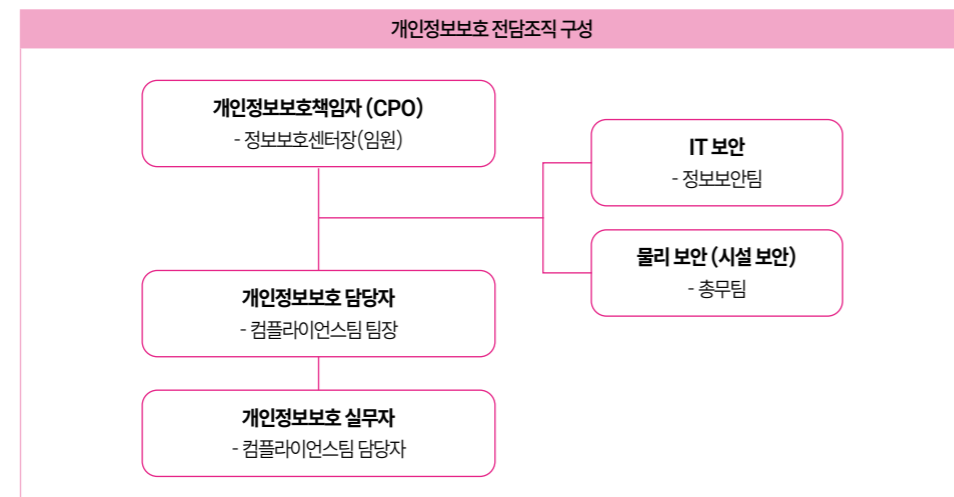 개인정보보호 전담조직 구성
개인정보보호책임자 (CPO)
- 정보보호센터장(임원)
IT 보안
- 정보보안팀
물리 보안 (시설 보안)
- 총무팀
개인정보보호 담당자
- 컴플라이언스팀 팀장
개인정보보호 실무자
- 컴플라이언스팀 담당자